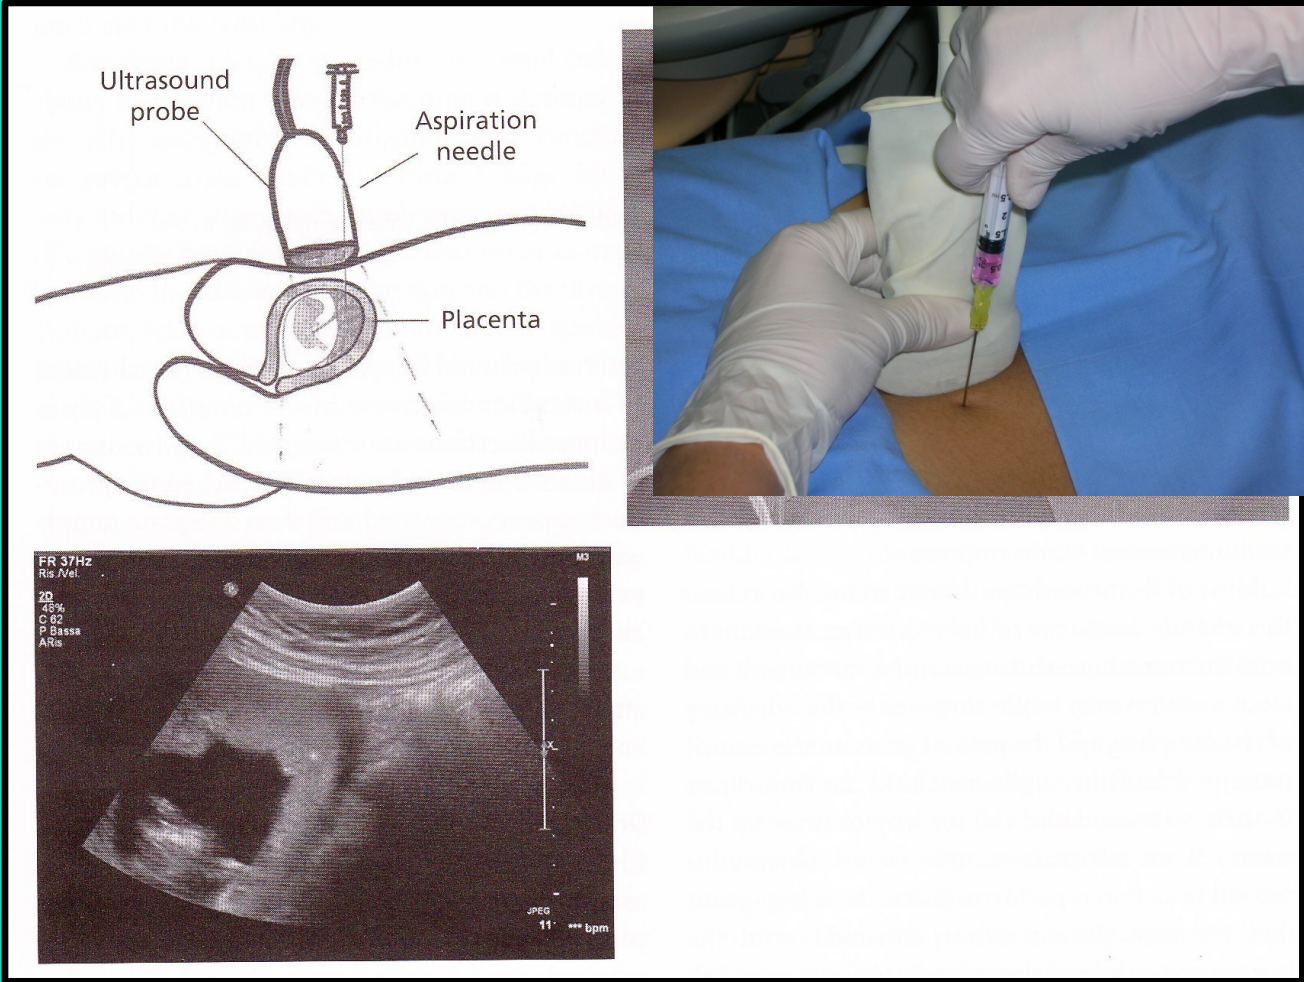 Ultrasound
probe
Aspiration
needle
Placenta
FR 37Hz
Ris./Vel.
2D
48%
C 62
P Bassa
ARis
M3
X
JPEG
11
*** bpm